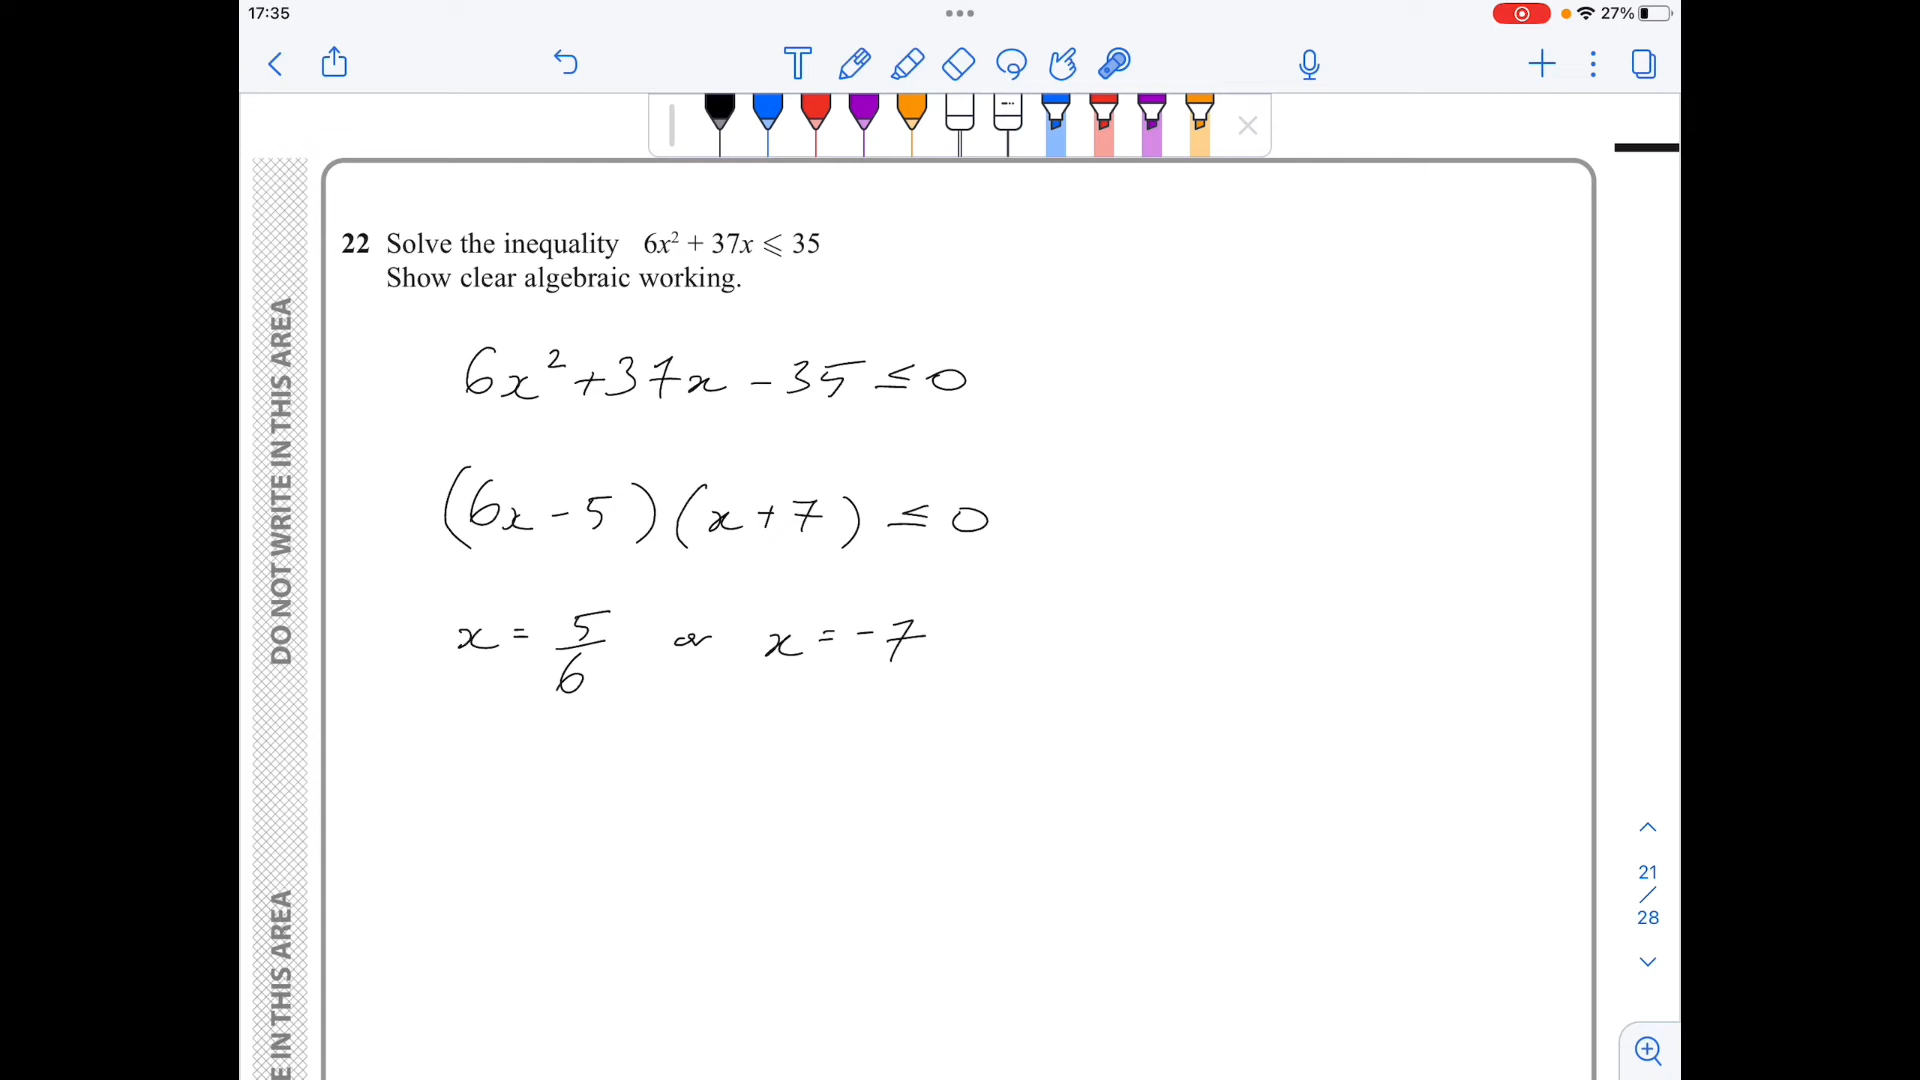 17:35
27%
22 Solve the inequality 6x² + 37x ⩽ 35
Show clear algebraic working.
6x² + 37x - 35 ≤ 0
(6x - 5)(x + 7) ≤ 0
x = 5/6 or x = -7
DO NOT WRITE IN THIS AREA
E IN THIS AREA
21
/
28